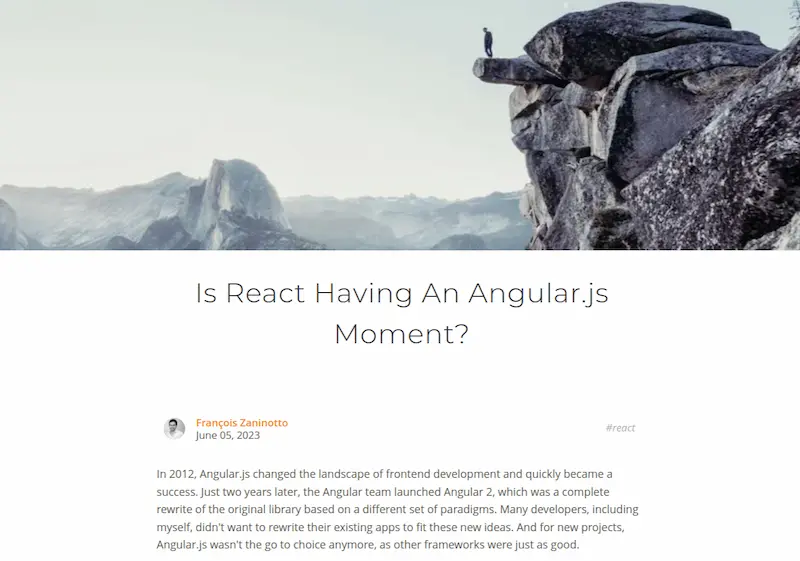 Is React Having An Angular.js
Moment?
François Zaninotto
June 05, 2023
#react
In 2012, Angular.js changed the landscape of frontend development and quickly became a
success. Just two years later, the Angular team launched Angular 2, which was a complete
rewrite of the original library based on a different set of paradigms. Many developers, including
myself, didn't want to rewrite their existing apps to fit these new ideas. And for new projects,
Angular.js wasn't the go to choice anymore, as other frameworks were just as good.